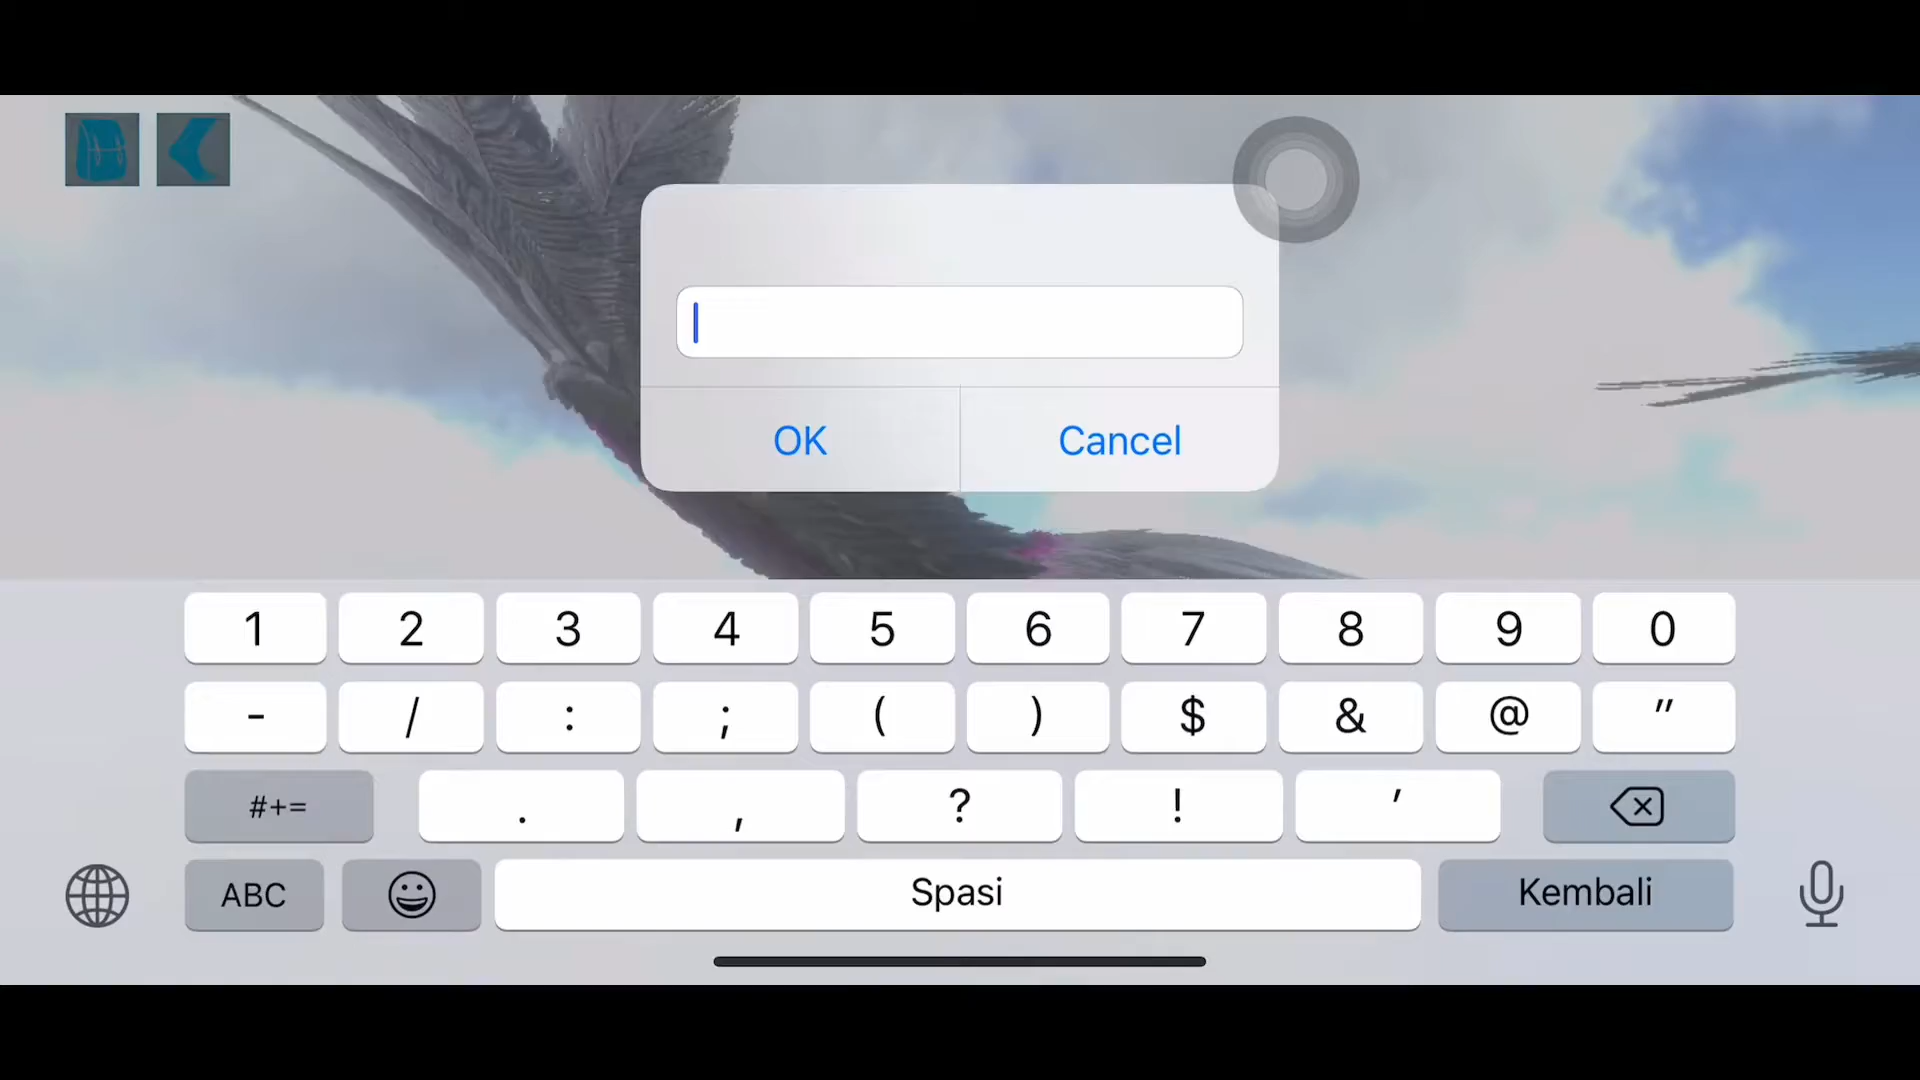 OK Cancel
1 2 3 4 5 6 7 8 9 0
- / : ; ( ) $ & @ "
#+= . , ? ! '
ABC Spasi Kembali